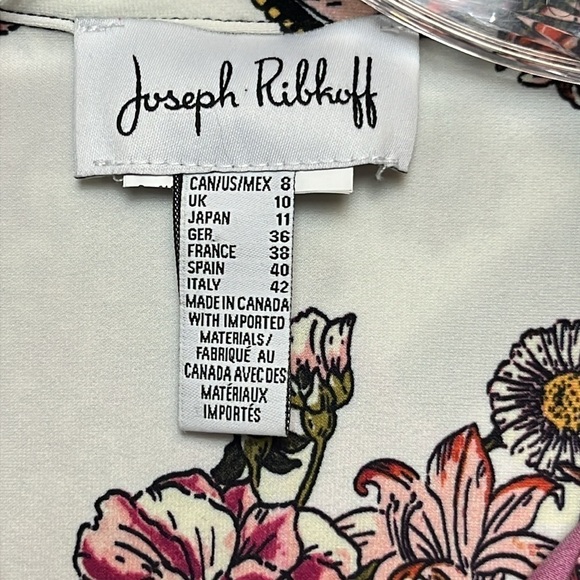 Joseph Ribkoff
CAN/US/MEX 8
UK 10
JAPAN 11
GER. 36
FRANCE 38
SPAIN 40
ITALY 42
MADE IN CANADA
WITH IMPORTED
MATERIALS/
FABRIQUÉ AU
CANADA AVEC DES
MATÉRIAUX
IMPORTÉS